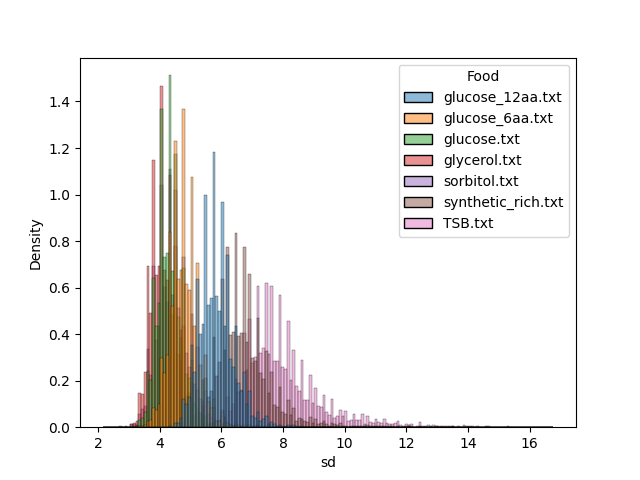 Food
glucose_12aa.txt
glucose_6aa.txt
glucose.txt
glycerol.txt
sorbitol.txt
synthetic_rich.txt
TSB.txt
Density
1.4
1.2
1.0
0.8
0.6
0.4
0.2
0.0
2 4 6 8 10 12 14 16
sd